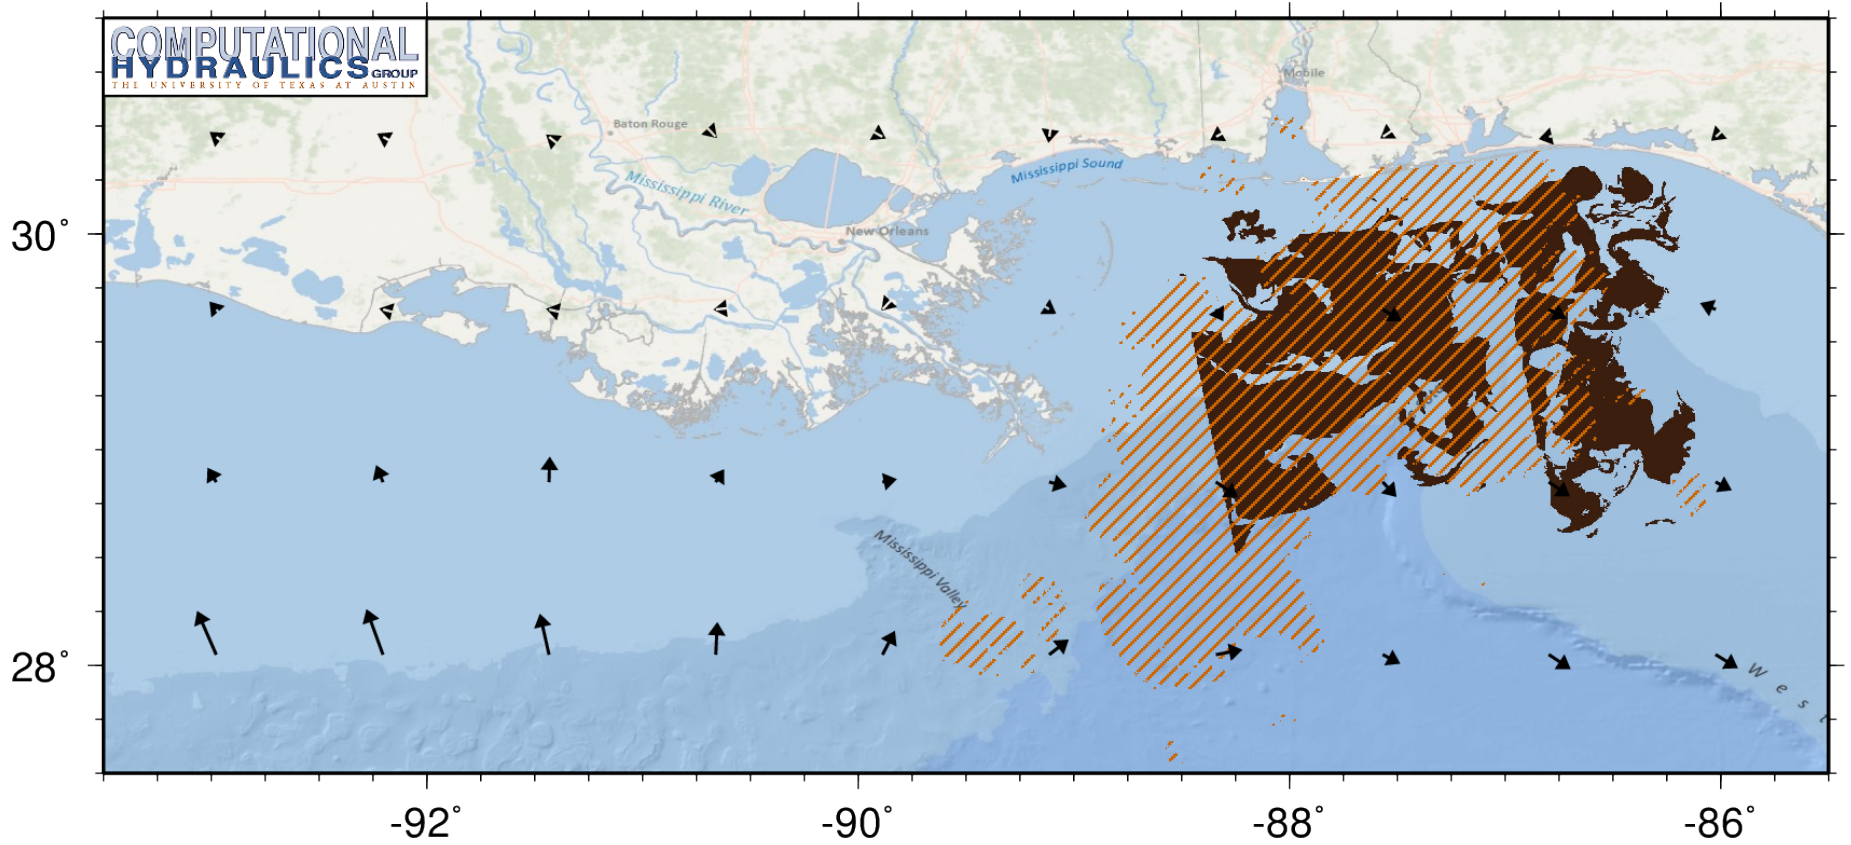 COMPUTATIONAL
HYDRAULICS GROUP
THE UNIVERSITY OF TEXAS AT AUSTIN
Mobile
Baton Rouge
Mississippi Sound
Mississippi River
New Orleans
30°
Mississippi Valley
28°
West
-92°
-90°
-88°
-86°